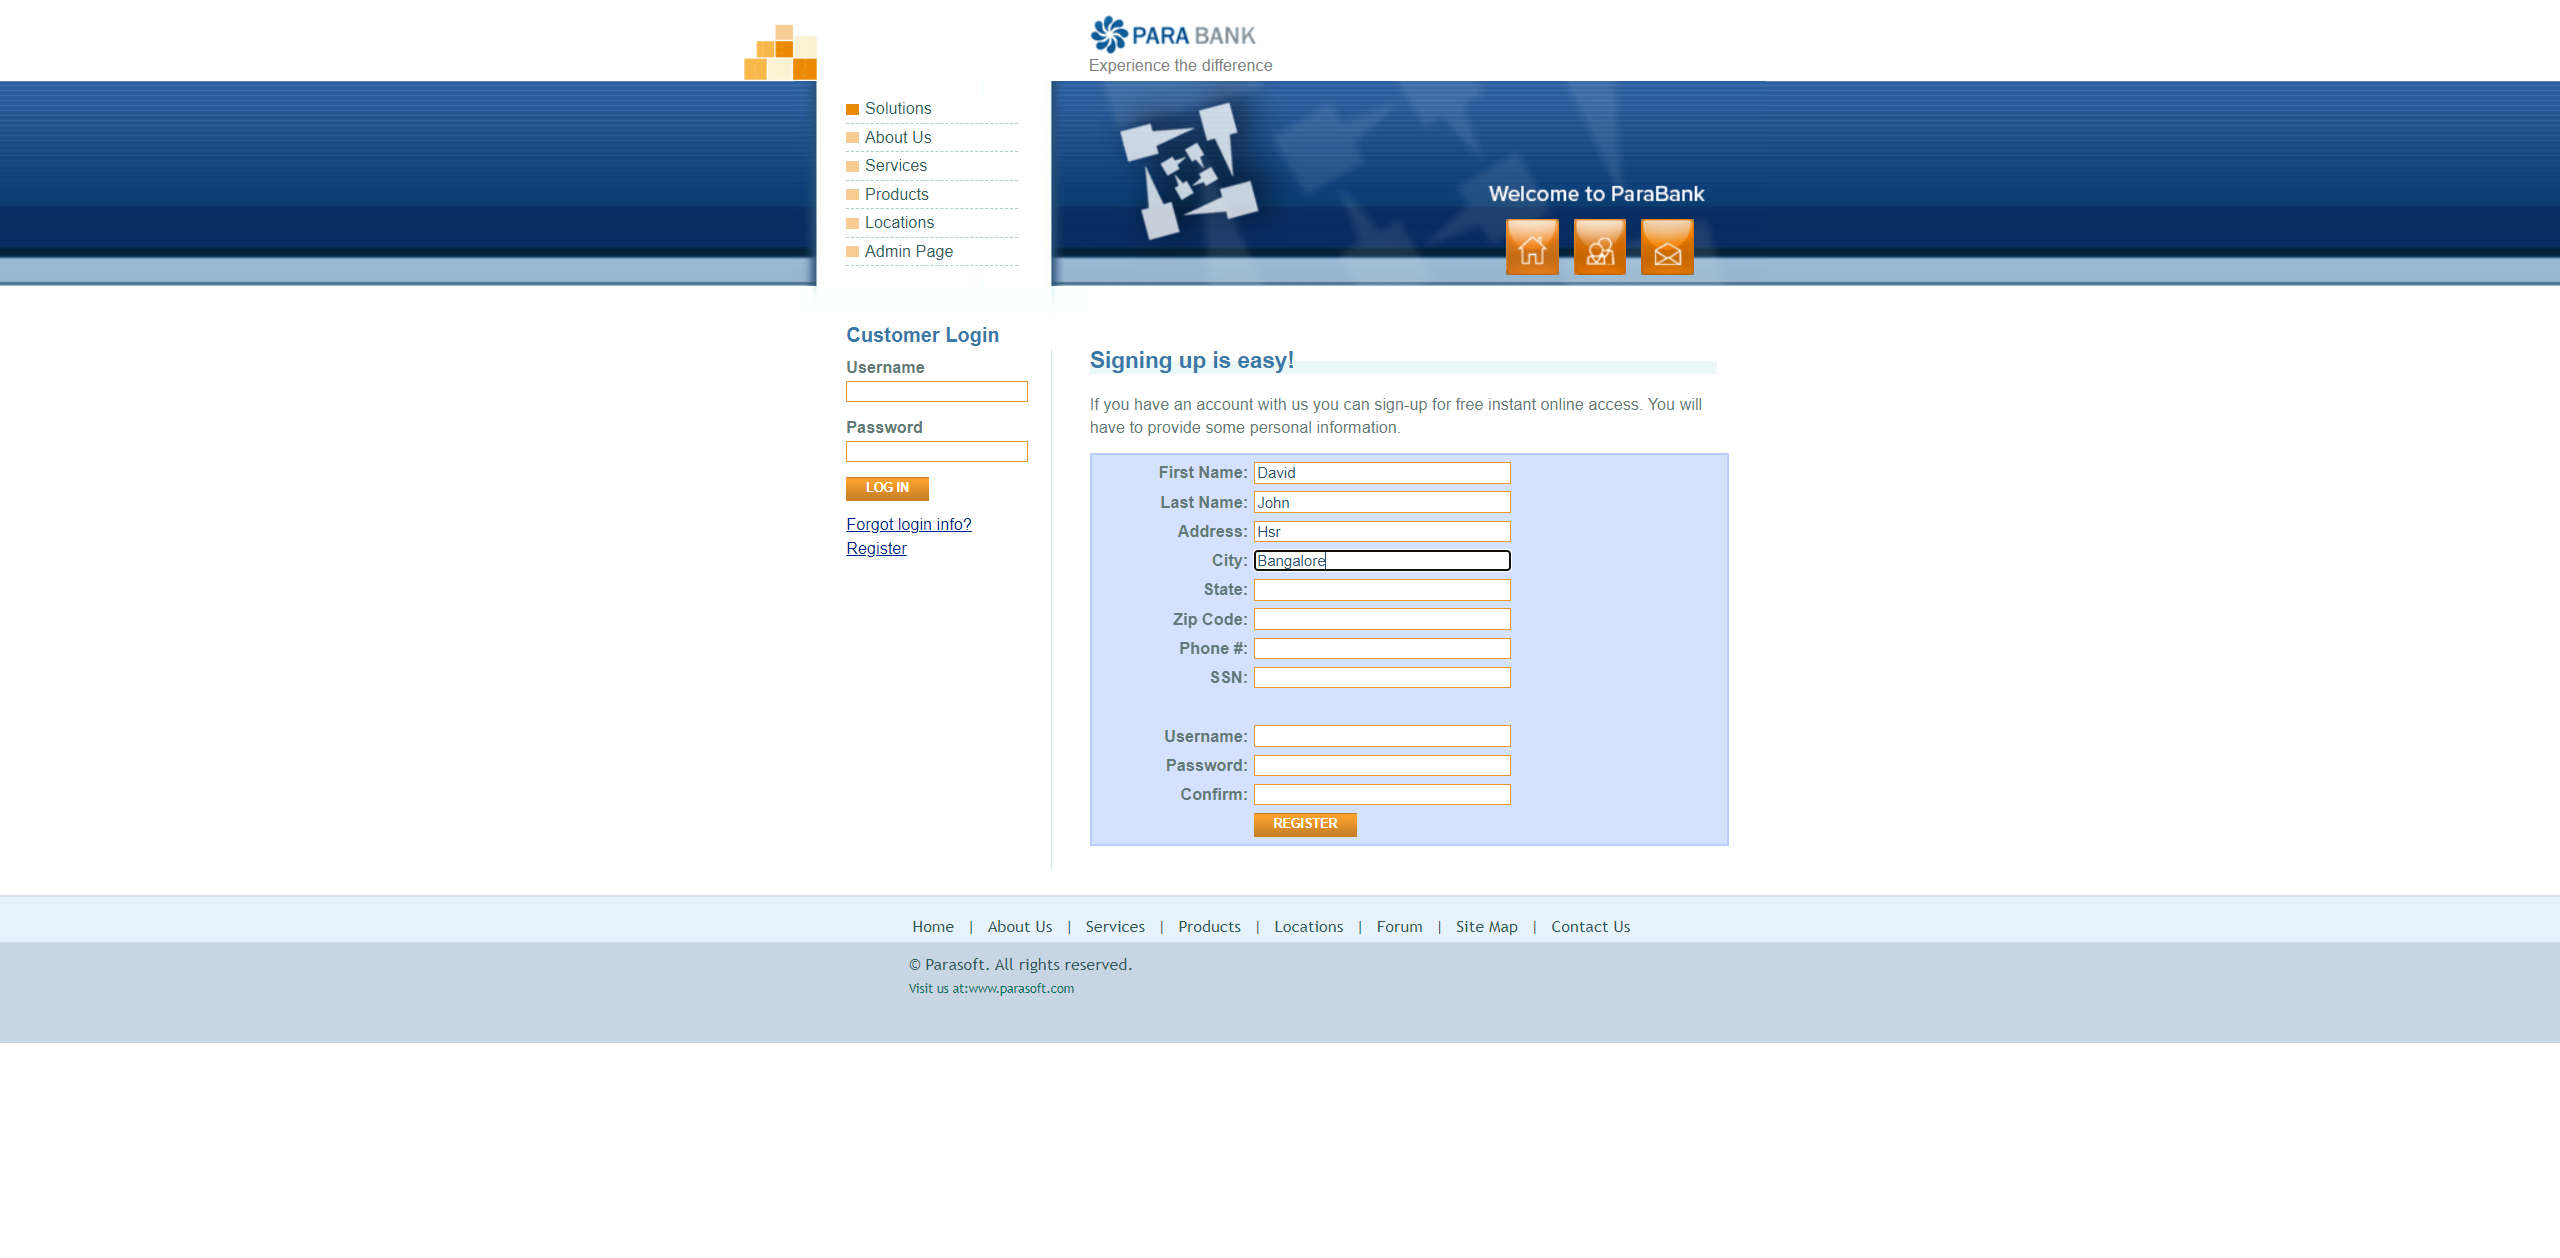 PARA BANK
Experience the difference
Solutions
About Us
Services
Products
Locations
Admin Page
Welcome to ParaBank
Customer Login
Username
Password
LOG IN
Forgot login info?
Register
Signing up is easy!
If you have an account with us you can sign-up for free instant online access. You will
have to provide some personal information.
First Name: David
Last Name: John
Address: Hsr
City: Bangalore
State:
Zip Code:
Phone #:
SSN:
Username:
Password:
Confirm:
REGISTER
Home | About Us | Services | Products | Locations | Forum | Site Map | Contact Us
© Parasoft. All rights reserved.
Visit us at:www.parasoft.com